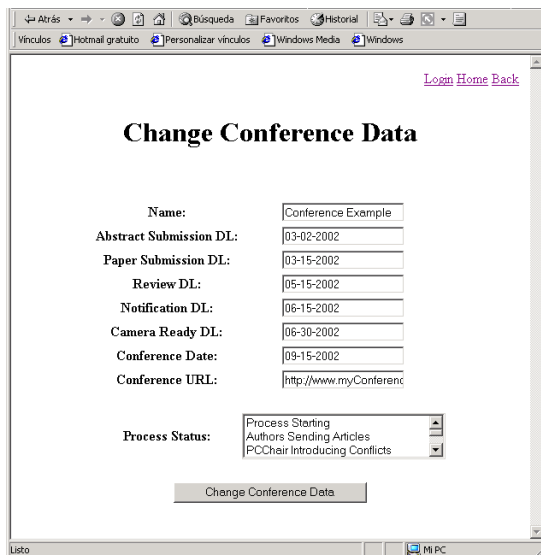 Atrás Búsqueda Favoritos Historial
Vínculos Hotmail gratuito Personalizar vínculos Windows Media Windows
Login Home Back
Change Conference Data
Name: Conference Example
Abstract Submission DL: 03-02-2002
Paper Submission DL: 03-15-2002
Review DL: 05-15-2002
Notification DL: 06-15-2002
Camera Ready DL: 06-30-2002
Conference Date: 09-15-2002
Conference URL: http://www.myConferenc
Process Status: Process Starting
Authors Sending Articles
PCChair Introducing Conflicts
Change Conference Data
Listo Mi PC